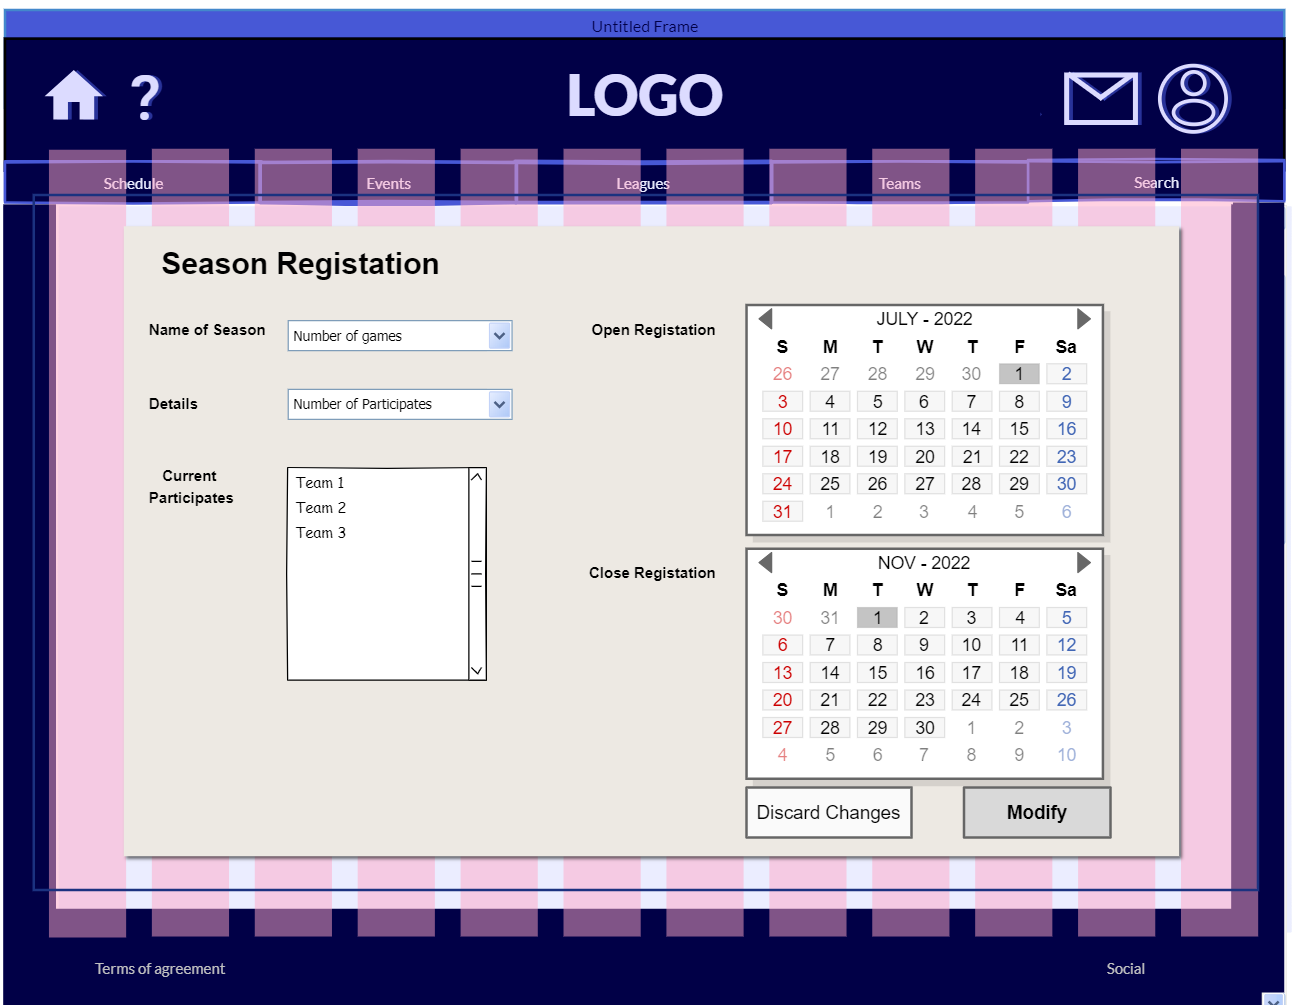 Untitled Frame
?
LOGO
Schedule Events Leagues Teams Search
Season Registation
Name of Season
Number of games
Details
Number of Participates
Current
Participates
Team 1
Team 2
Team 3
Open Registation
JULY - 2022
S M T W T F Sa
26 27 28 29 30 1 2
3 4 5 6 7 8 9
10 11 12 13 14 15 16
17 18 19 20 21 22 23
24 25 26 27 28 29 30
31 1 2 3 4 5 6
Close Registation
NOV - 2022
S M T W T F Sa
30 31 1 2 3 4 5
6 7 8 9 10 11 12
13 14 15 16 17 18 19
20 21 22 23 24 25 26
27 28 29 30 1 2 3
4 5 6 7 8 9 10
Discard Changes
Modify
Terms of agreement
Social